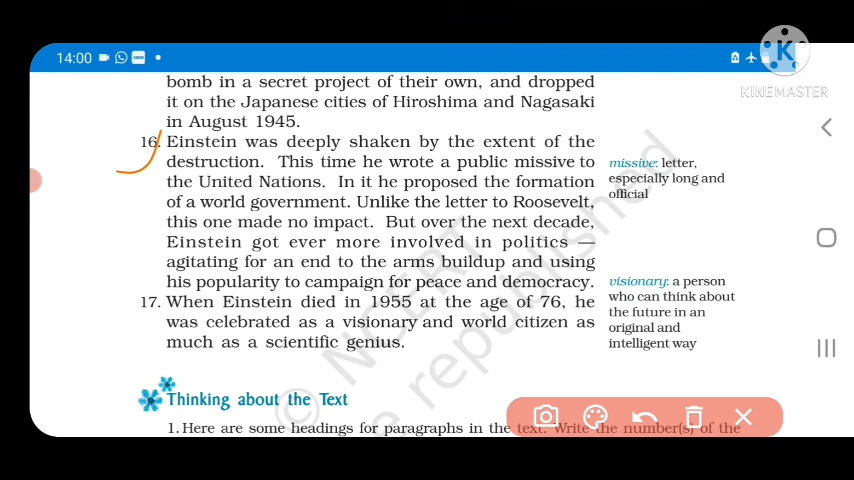 14:00
KINEMASTER
bomb in a secret project of their own, and dropped
it on the Japanese cities of Hiroshima and Nagasaki
in August 1945.
16. Einstein was deeply shaken by the extent of the
destruction. This time he wrote a public missive to
the United Nations. In it he proposed the formation
of a world government. Unlike the letter to Roosevelt,
this one made no impact. But over the next decade,
Einstein got ever more involved in politics —
agitating for an end to the arms buildup and using
his popularity to campaign for peace and democracy.
17. When Einstein died in 1955 at the age of 76, he
was celebrated as a visionary and world citizen as
much as a scientific genius.
missive: letter,
especially long and
official
visionary: a person
who can think about
the future in an
original and
intelligent way
© NCERT
republished
Thinking about the Text
1. Here are some headings for paragraphs in the text. Write the number(s) of the